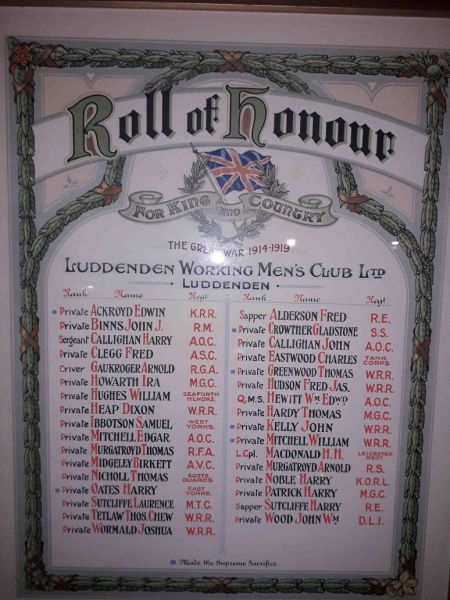 Roll of Honour
FOR KING AND COUNTRY
THE GREAT WAR 1914-1919
LUDDENDEN WORKING MEN'S CLUB LTD
LUDDENDEN
Rank Name Regt
Private ACKROYD EDWIN K.R.R.
Private BINNS JOHN J. R.M.
Sergeant CALLIGHAN HARRY A.O.C.
Private CLEGG FRED A.S.C.
Driver GAUKROGER ARNOLD R.G.A.
Private HOWARTH IRA M.G.C.
Private HUGHES WILLIAM SEAFORTH HLNDRS.
Private HEAP DIXON W.R.R.
Private IBBOTSON SAMUEL WEST YORKS.
Private MITCHELL EDGAR A.O.C.
Private MURGATROYD THOMAS R.F.A.
Private MIDGELEY BIRKETT A.V.C.
Private NICHOLL THOMAS SCOTS GUARDS
Private OATES HARRY EAST YORKS.
Private SUTCLIFFE LAURENCE M.T.C.
Private TETLAW THOS. CHEW W.R.R.
Private WORMALD JOSHUA W.R.R.
Rank Name Regt
Sapper ALDERSON FRED R.E.
Private CROWTHER GLADSTONE S.S.
Private CALLIGHAN JOHN A.O.C.
Private EASTWOOD CHARLES TANK CORPS
Private GREENWOOD THOMAS W.R.R.
Private HUDSON FRED JAS. W.R.R.
Q.M.S. HEWITT WM EDWD. A.O.C.
Private HARDY THOMAS M.G.C.
Private KELLY JOHN W.R.R.
Private MITCHELL WILLIAM W.R.R.
L.Cpl. MACDONALD H. H. LEICESTER REGT.
Private MURGATROYD ARNOLD R.S.
Private NOBLE HARRY K.O.R.L.
Private PATRICK HARRY M.G.C.
Sapper SUTCLIFFE HARRY R.E.
Private WOOD JOHN WM D.L.I.
Made the Supreme Sacrifice